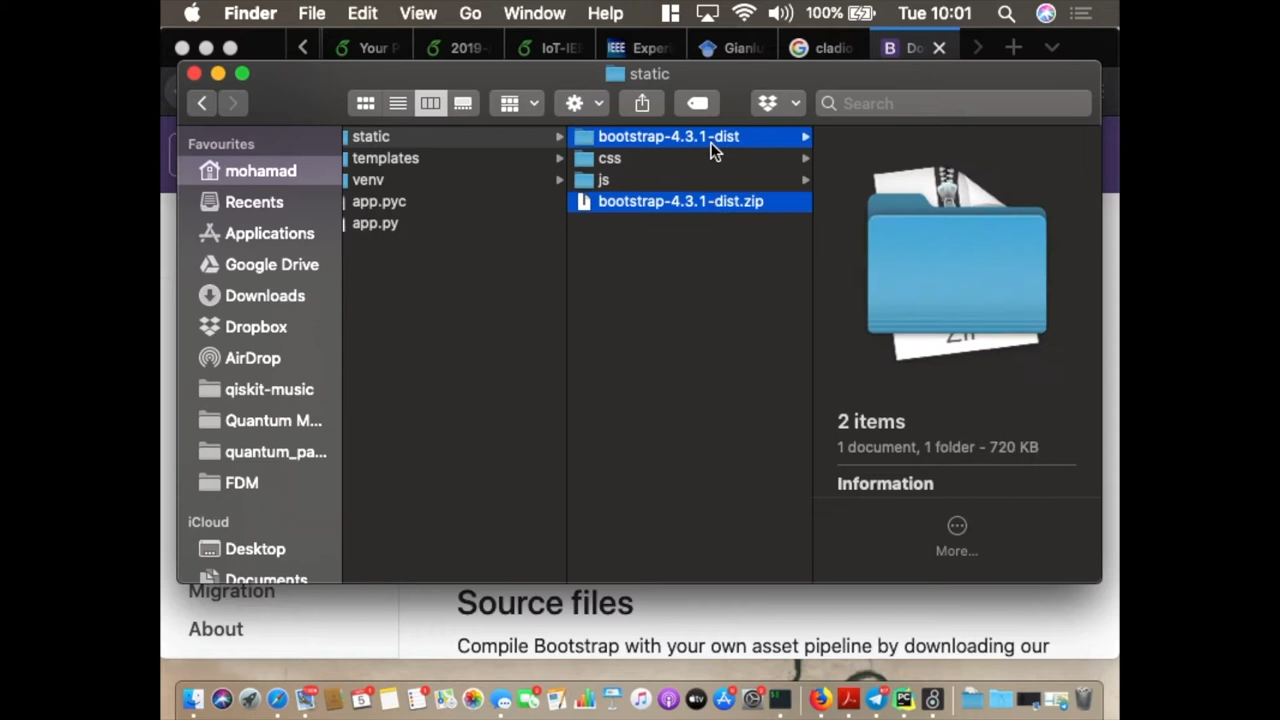 Finder File Edit View Go Window Help 100% Tue 10:01
Your P 2019- IoT-IEE IEEE Experi Gianlu cladio B Do
static
Search
Favourites
mohamad
Recents
Applications
Google Drive
Downloads
Dropbox
AirDrop
qiskit-music
Quantum M...
quantum_pa...
FDM
iCloud
Desktop
Documents
static
templates
venv
app.pyc
app.py
bootstrap-4.3.1-dist
css
js
bootstrap-4.3.1-dist.zip
2 items
1 document, 1 folder - 720 KB
Information
More...
Migration
About
Source files
Compile Bootstrap with your own asset pipeline by downloading our